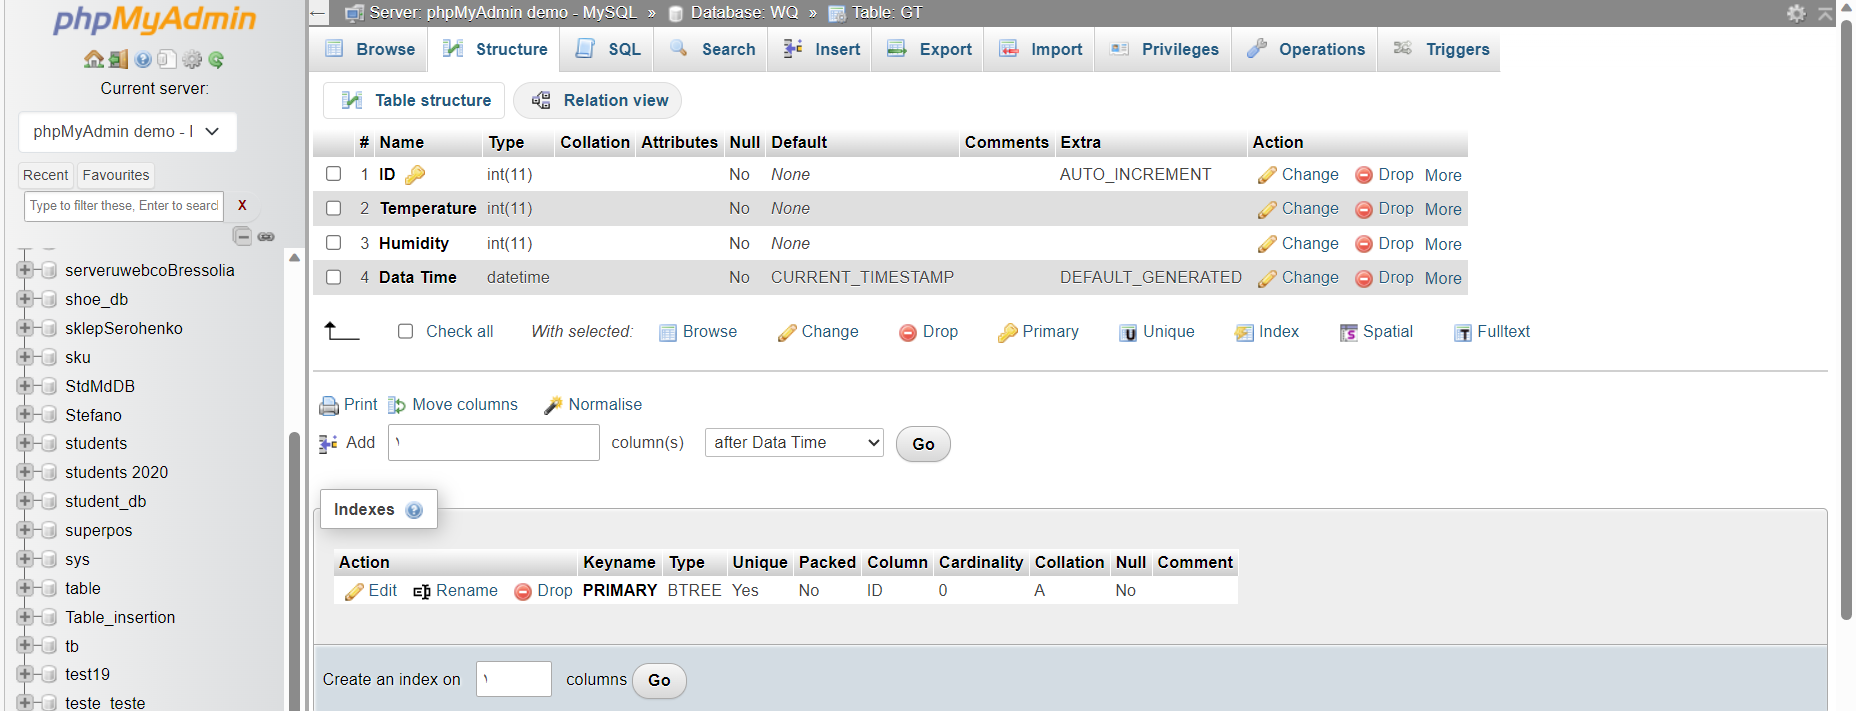 phpMyAdmin
Current server:
phpMyAdmin demo - I
Recent Favourites
Type to filter these, Enter to search X
serveruwebcoBressolia
shoe_db
sklepSerohenko
sku
StdMdDB
Stefano
students
students 2020
student_db
superpos
sys
table
Table_insertion
tb
test19
teste_teste
← Server: phpMyAdmin demo - MySQL » Database: WQ » Table: GT
Browse Structure SQL Search Insert Export Import Privileges Operations Triggers
Table structure Relation view
# Name Type Collation Attributes Null Default Comments Extra Action
1 ID int(11) No None AUTO_INCREMENT Change Drop More
2 Temperature int(11) No None Change Drop More
3 Humidity int(11) No None Change Drop More
4 Data Time datetime No CURRENT_TIMESTAMP DEFAULT_GENERATED Change Drop More
Check all With selected: Browse Change Drop Primary Unique Index Spatial Fulltext
Print Move columns Normalise
Add column(s) after Data Time Go
Indexes
Action Keyname Type Unique Packed Column Cardinality Collation Null Comment
Edit Rename Drop PRIMARY BTREE Yes No ID 0 A No
Create an index on columns Go